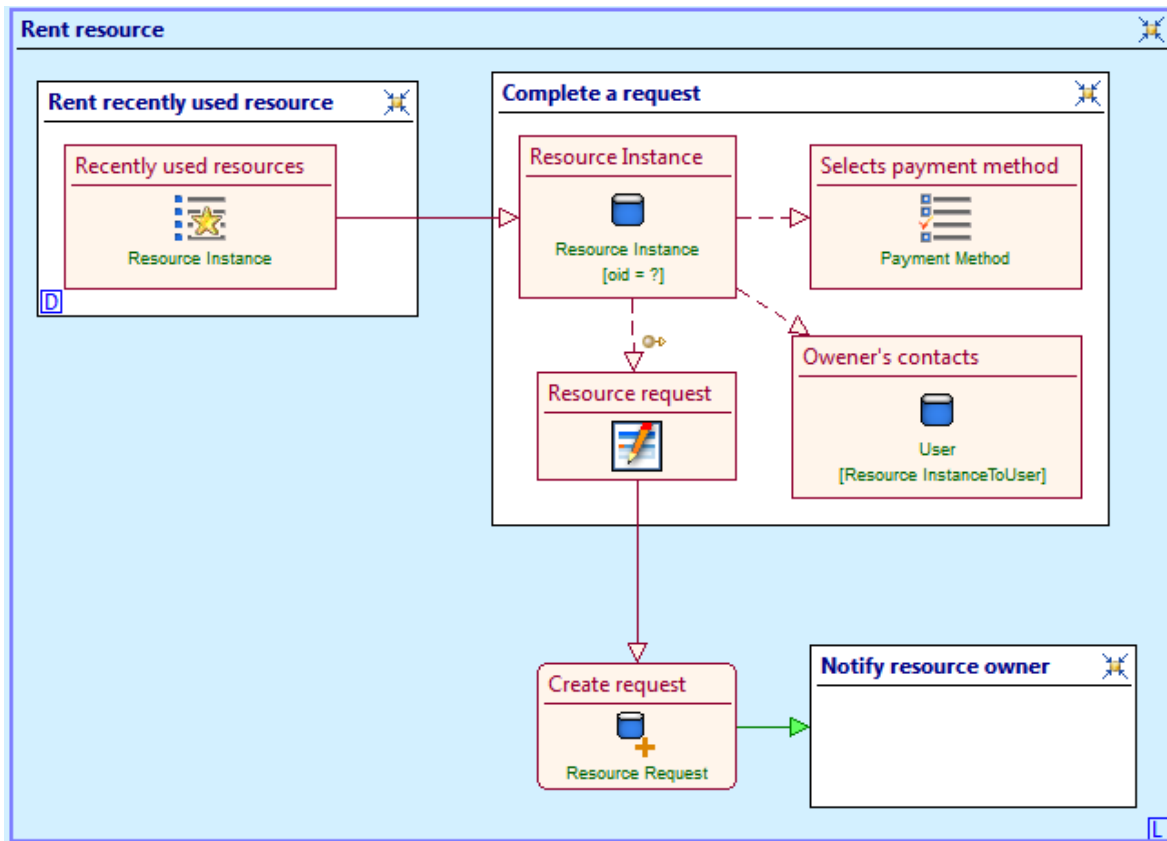 Rent resource
Rent recently used resource
Recently used resources
Resource Instance
D
Complete a request
Resource Instance
Resource Instance
[oid = ?]
Selects payment method
Payment Method
Owener's contacts
User
[Resource InstanceToUser]
Resource request
Create request
Resource Request
Notify resource owner
L